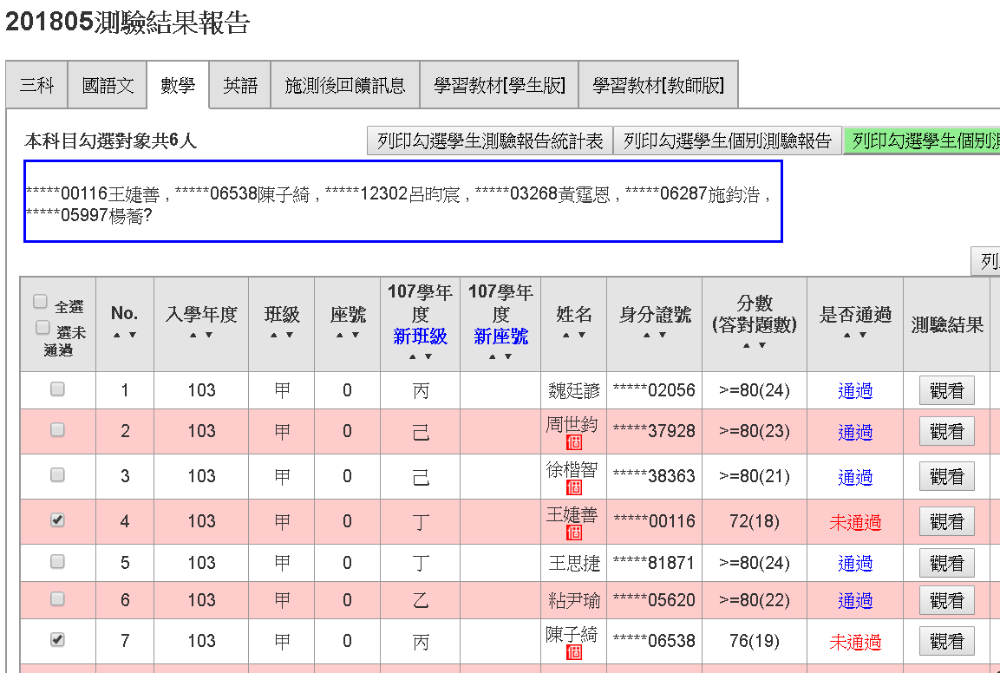 201805測驗結果報告
三科 國語文 數學 英語 施測後回饋訊息 學習教材[學生版] 學習教材[教師版]
本科目勾選對象共6人 列印勾選學生測驗報告統計表 列印勾選學生個別測驗報告 列印勾選學生個別
*****00116王婕善 , *****06538陳子綺 , *****12302呂昀宸 , *****03268黃霆恩 , *****06287施鈞浩 ,
*****05997楊蕎?
列
全選 選未通過 No. ▲ ▼ 入學年度 ▲ ▼ 班級 ▲ ▼ 座號 ▲ ▼ 107學年度 新班級 ▲ ▼ 107學年度 新座號 ▲ ▼ 姓名 ▲ ▼ 身分證號 ▲ ▼ 分數 (答對題數) ▲ ▼ 是否通過 ▲ ▼ 測驗結果
1 103 甲 0 丙 魏廷諺 *****02056 >=80(24) 通過 觀看
2 103 甲 0 己 周世鈞 個 *****37928 >=80(23) 通過 觀看
3 103 甲 0 己 徐楷智 個 *****38363 >=80(21) 通過 觀看
4 103 甲 0 丁 王婕善 個 *****00116 72(18) 未通過 觀看
5 103 甲 0 丁 王思捷 *****81871 >=80(24) 通過 觀看
6 103 甲 0 乙 粘尹瑜 *****05620 >=80(22) 通過 觀看
7 103 甲 0 丙 陳子綺 個 *****06538 76(19) 未通過 觀看